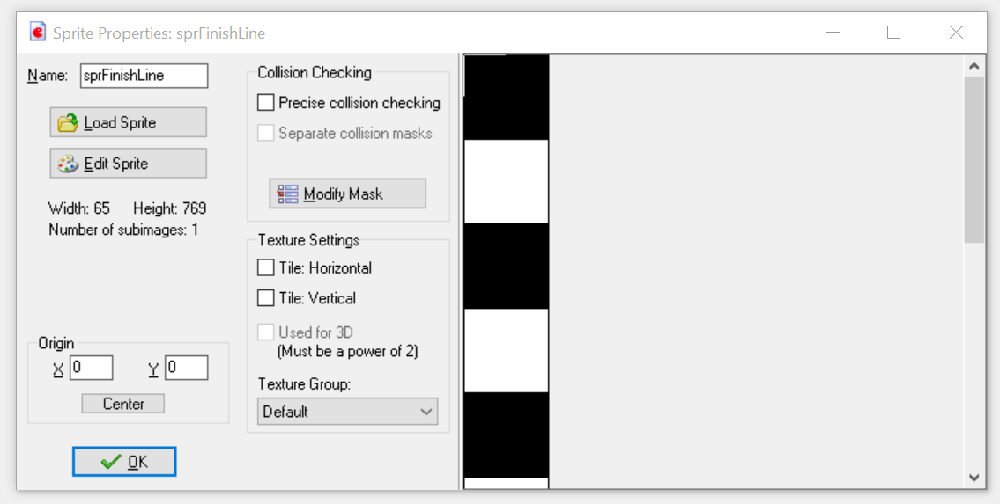 Sprite Properties: sprFinishLine
Name: sprFinishLine
Load Sprite
Edit Sprite
Width: 65 Height: 769
Number of subimages: 1
Origin
X 0 Y 0
Center
OK
Collision Checking
Precise collision checking
Separate collision masks
Modify Mask
Texture Settings
Tile: Horizontal
Tile: Vertical
Used for 3D
(Must be a power of 2)
Texture Group:
Default